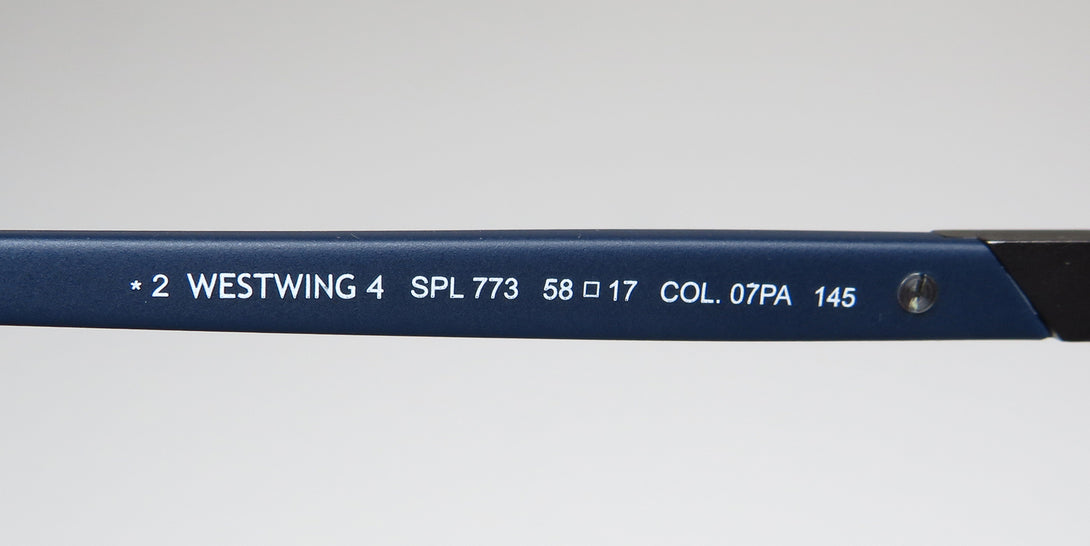 * 2 WESTWING 4 SPL 773 58 □ 17 COL. 07PA 145